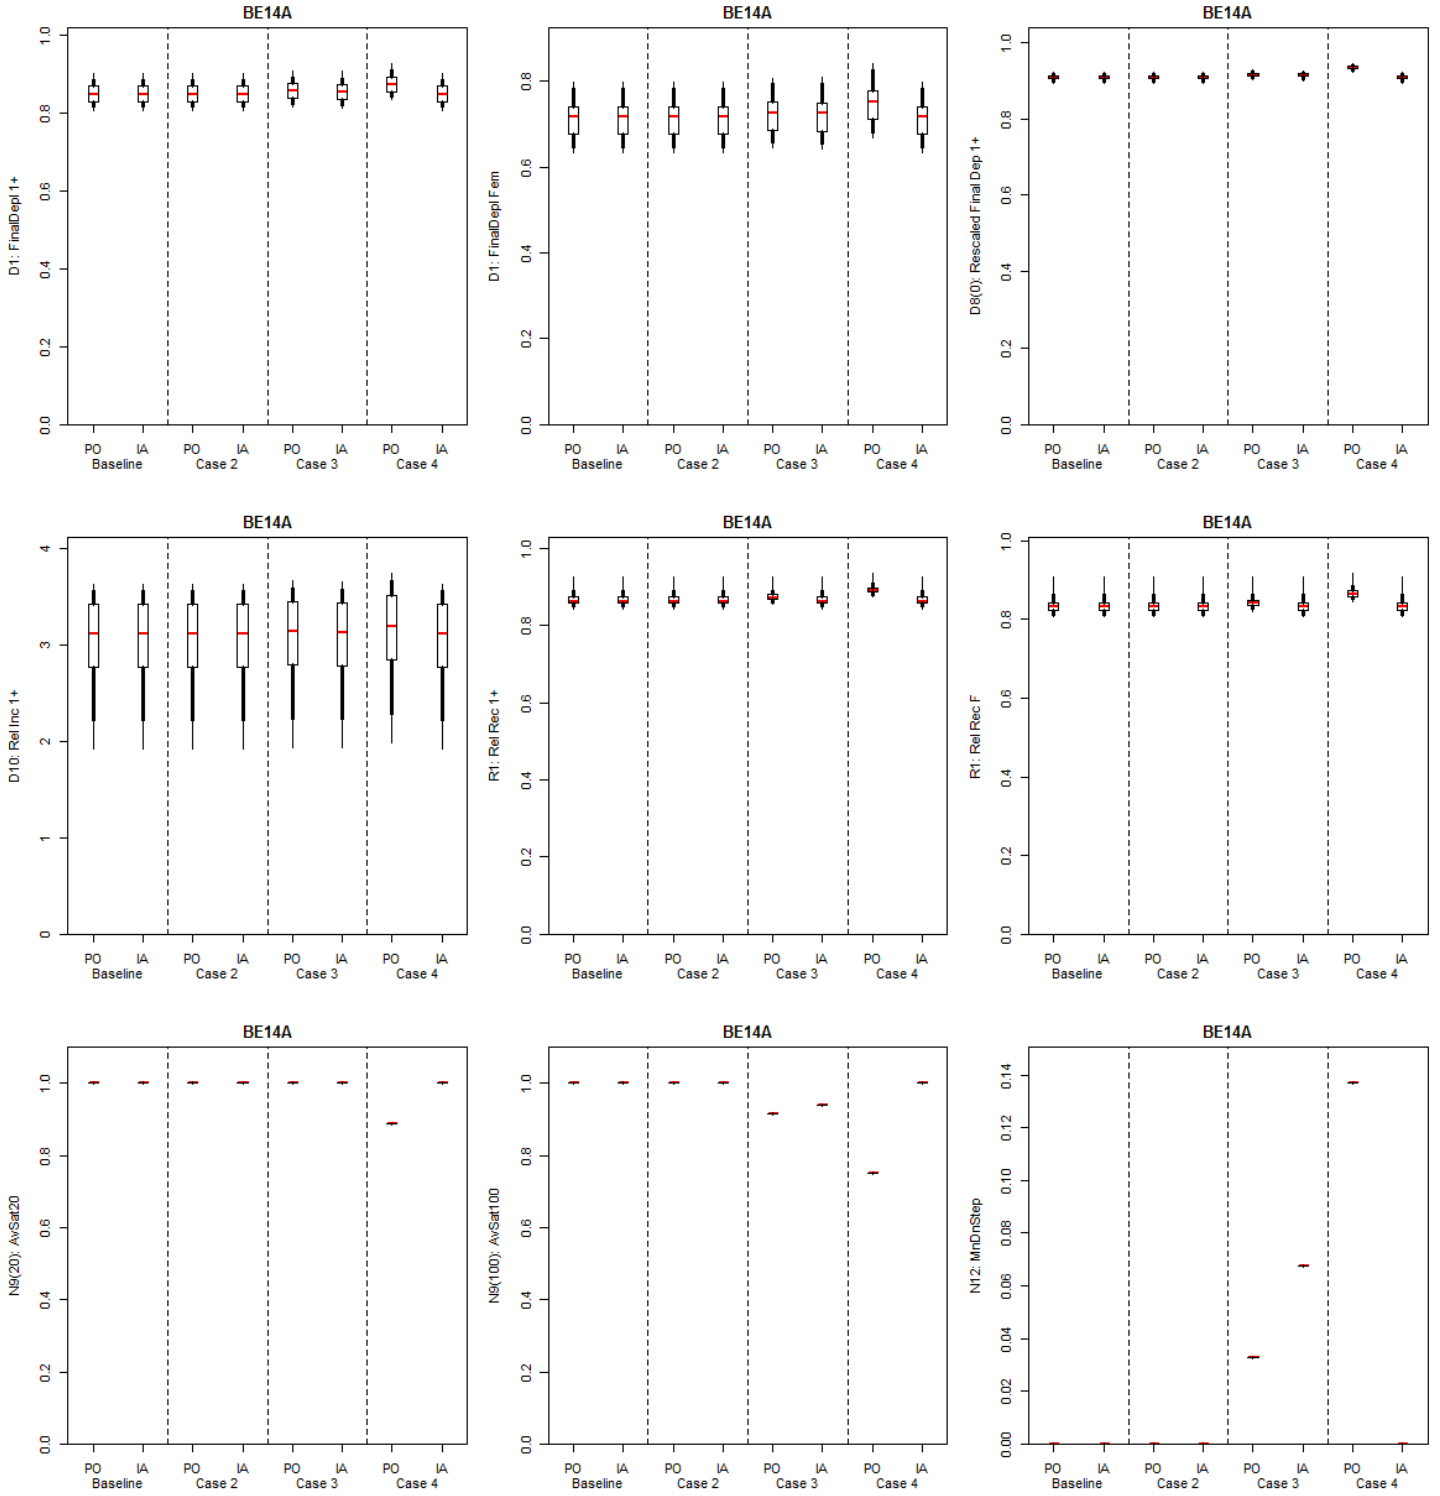 BE14A
D1: FinalDepl 1+
0.0 0.2 0.4 0.6 0.8 1.0
PO IA PO IA PO IA PO IA
Baseline Case 2 Case 3 Case 4
BE14A
D1: FinalDepl Fem
0.0 0.2 0.4 0.6 0.8
PO IA PO IA PO IA PO IA
Baseline Case 2 Case 3 Case 4
BE14A
D8(0): Rescaled Final Dep 1+
0.0 0.2 0.4 0.6 0.8 1.0
PO IA PO IA PO IA PO IA
Baseline Case 2 Case 3 Case 4
BE14A
D10: Rel Inc 1+
0 1 2 3 4
PO IA PO IA PO IA PO IA
Baseline Case 2 Case 3 Case 4
BE14A
R1: Rel Rec 1+
0.0 0.2 0.4 0.6 0.8 1.0
PO IA PO IA PO IA PO IA
Baseline Case 2 Case 3 Case 4
BE14A
R1: Rel Rec F
0.0 0.2 0.4 0.6 0.8 1.0
PO IA PO IA PO IA PO IA
Baseline Case 2 Case 3 Case 4
BE14A
N9(20): AvSat20
0.0 0.2 0.4 0.6 0.8 1.0
PO IA PO IA PO IA PO IA
Baseline Case 2 Case 3 Case 4
BE14A
N9(100): AvSat100
0.0 0.2 0.4 0.6 0.8 1.0
PO IA PO IA PO IA PO IA
Baseline Case 2 Case 3 Case 4
BE14A
N12: MnDnStep
0.00 0.02 0.04 0.06 0.08 0.10 0.12 0.14
PO IA PO IA PO IA PO IA
Baseline Case 2 Case 3 Case 4